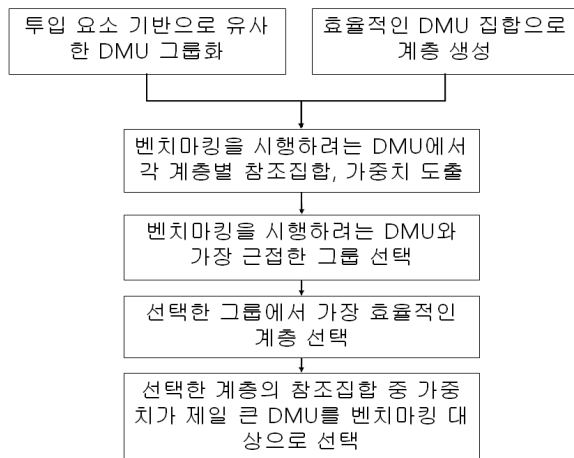 투입 요소 기반으로 유사
한 DMU 그룹화
효율적인 DMU 집합으로
계층 생성
벤치마킹을 시행하려는 DMU에서
각 계층별 참조집합, 가중치 도출
벤치마킹을 시행하려는 DMU와
가장 근접한 그룹 선택
선택한 그룹에서 가장 효율적인
계층 선택
선택한 계층의 참조집합 중 가중
치가 제일 큰 DMU를 벤치마킹 대
상으로 선택